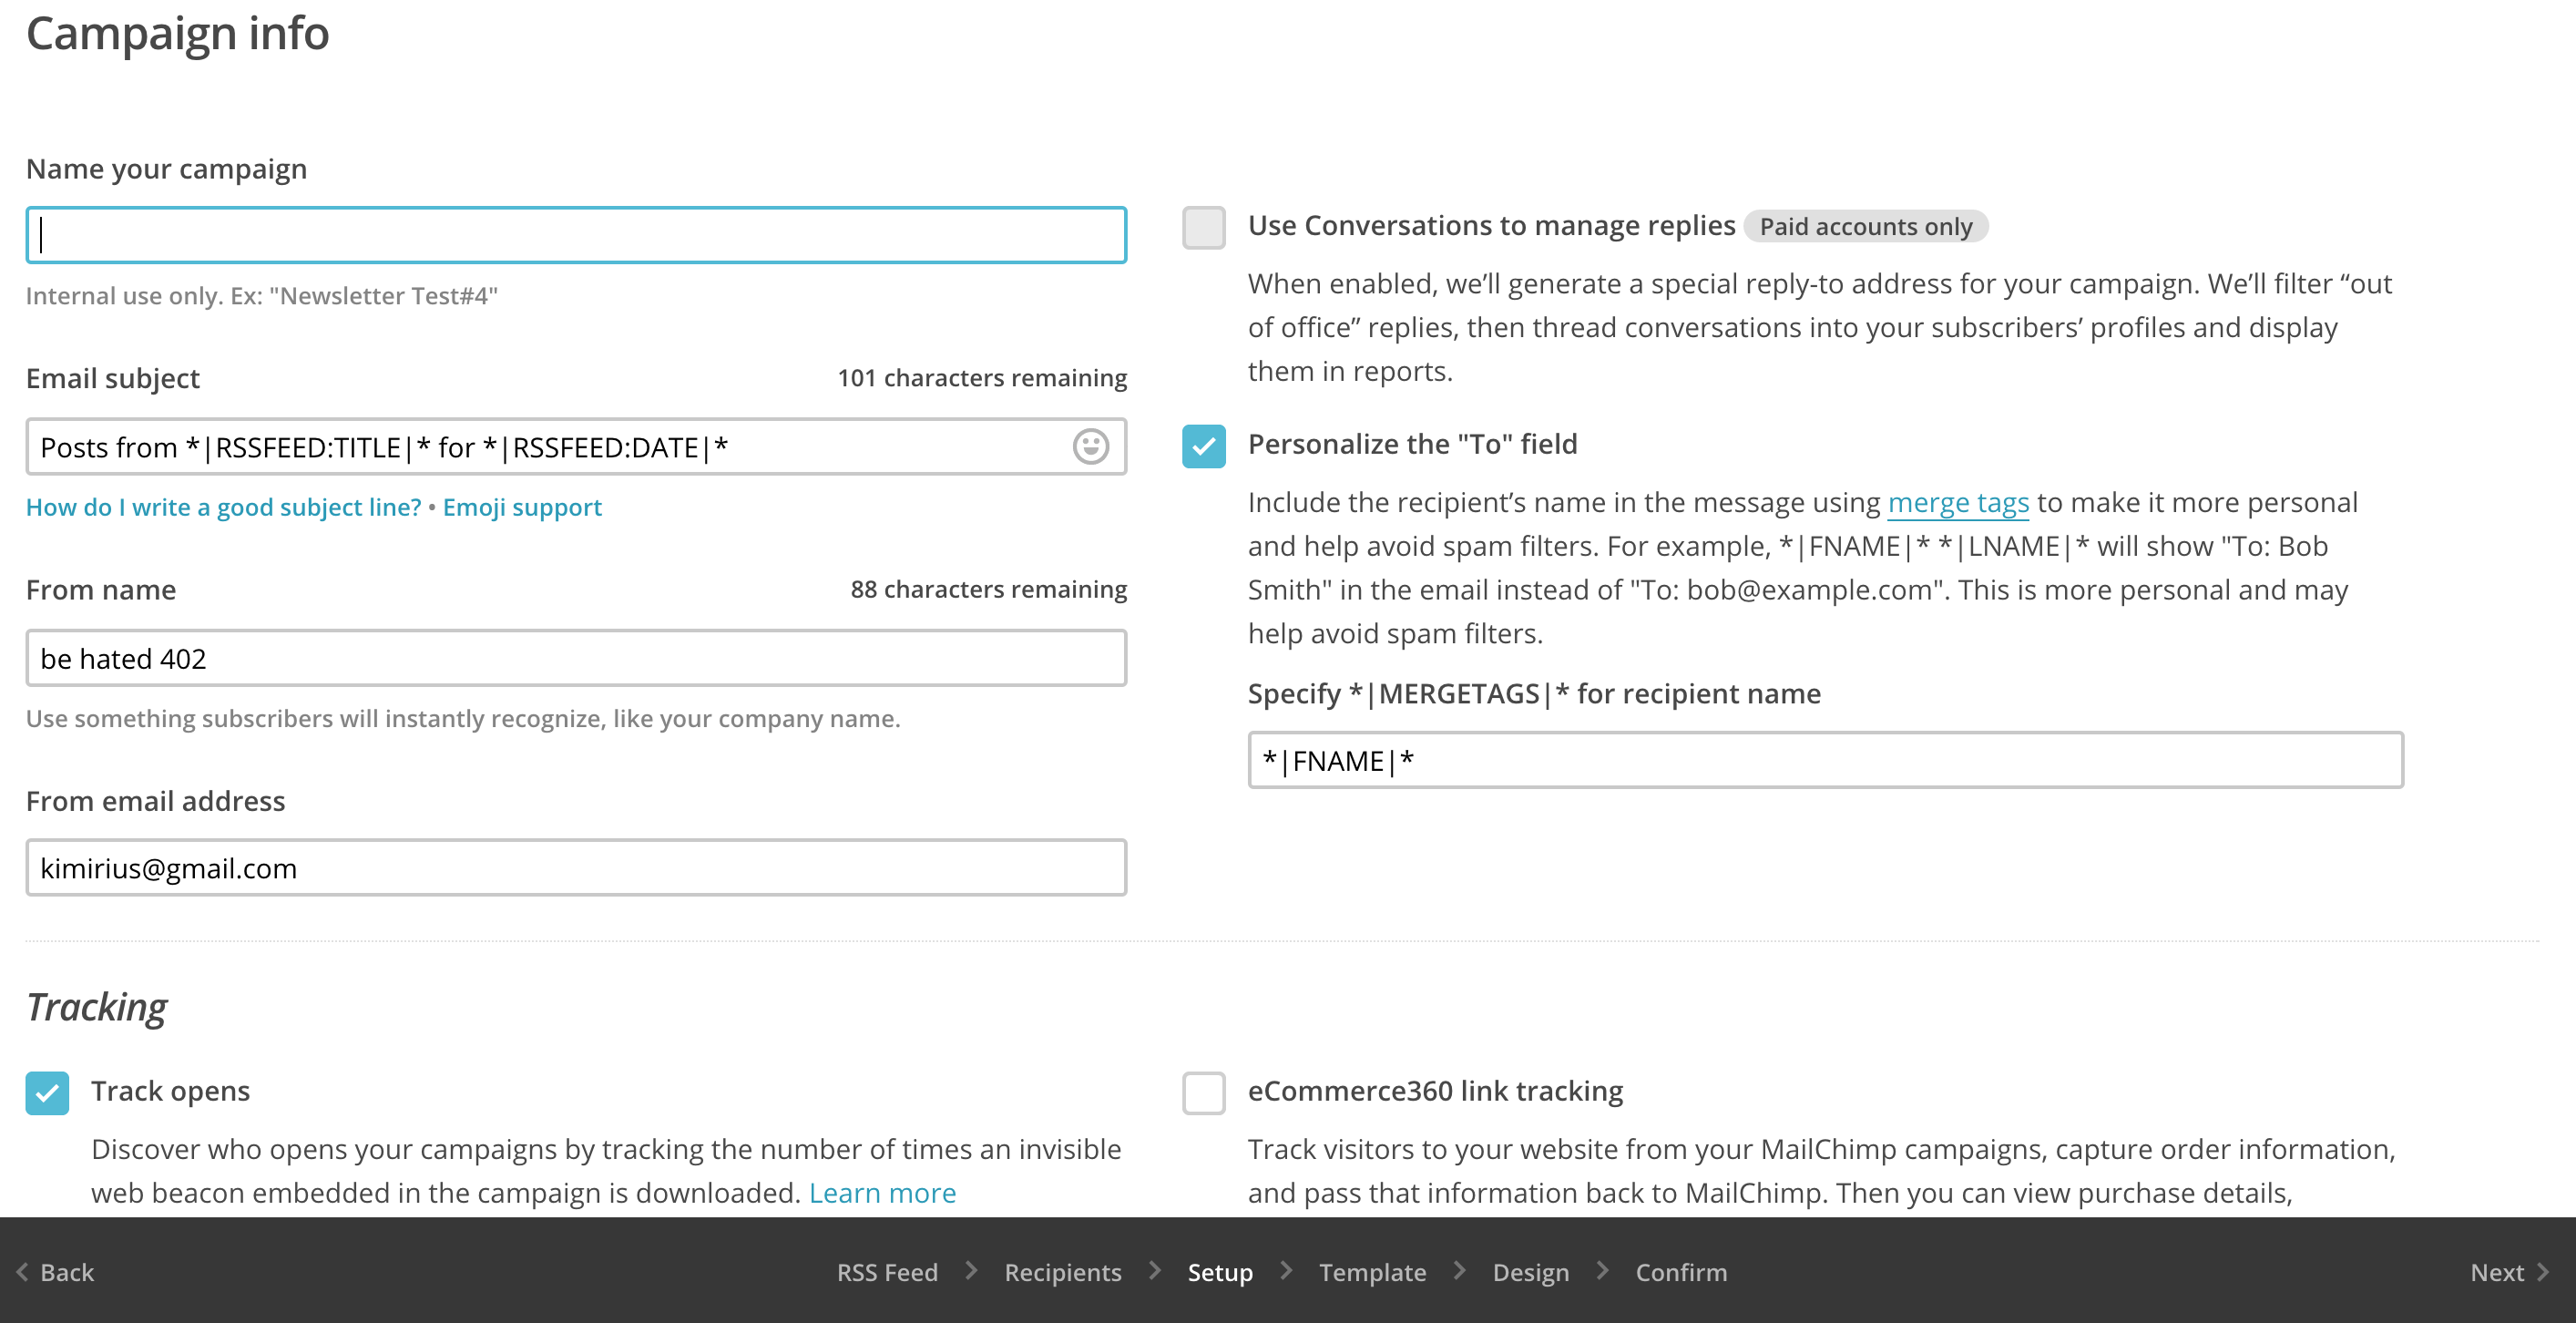 Campaign info
Name your campaign
Internal use only. Ex: "Newsletter Test#4"
Email subject
101 characters remaining
Posts from *|RSSFEED:TITLE|* for *|RSSFEED:DATE|*
How do I write a good subject line? • Emoji support
From name
88 characters remaining
be hated 402
Use something subscribers will instantly recognize, like your company name.
From email address
kimirius@gmail.com
Use Conversations to manage replies Paid accounts only
When enabled, we’ll generate a special reply-to address for your campaign. We’ll filter “out
of office” replies, then thread conversations into your subscribers’ profiles and display
them in reports.
Personalize the "To" field
Include the recipient’s name in the message using merge tags to make it more personal
and help avoid spam filters. For example, *|FNAME|* *|LNAME|* will show "To: Bob
Smith" in the email instead of "To: bob@example.com". This is more personal and may
help avoid spam filters.
Specify *|MERGETAGS|* for recipient name
*|FNAME|*
Tracking
Track opens
Discover who opens your campaigns by tracking the number of times an invisible
web beacon embedded in the campaign is downloaded. Learn more
eCommerce360 link tracking
Track visitors to your website from your MailChimp campaigns, capture order information,
and pass that information back to MailChimp. Then you can view purchase details,
Back
RSS Feed
Recipients
Setup
Template
Design
Confirm
Next